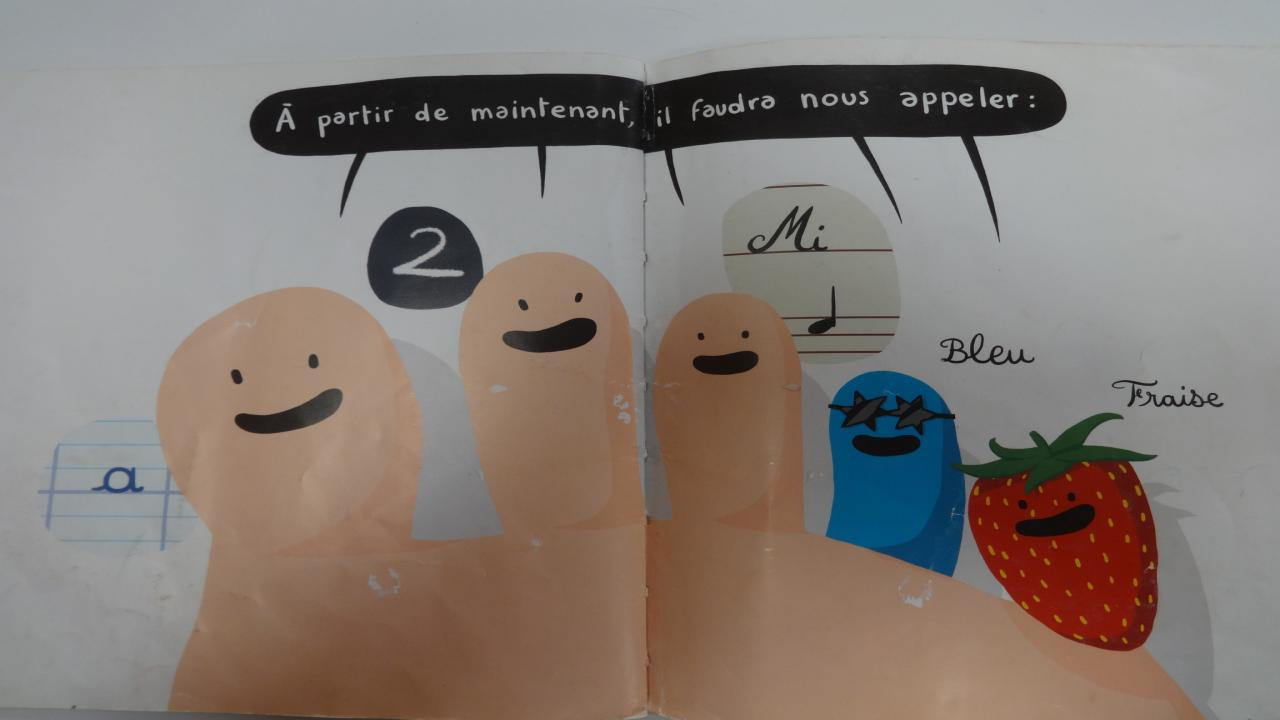 À partir de maintenant, il faudra nous appeler :
2
Mi
Bleu
Fraise
a